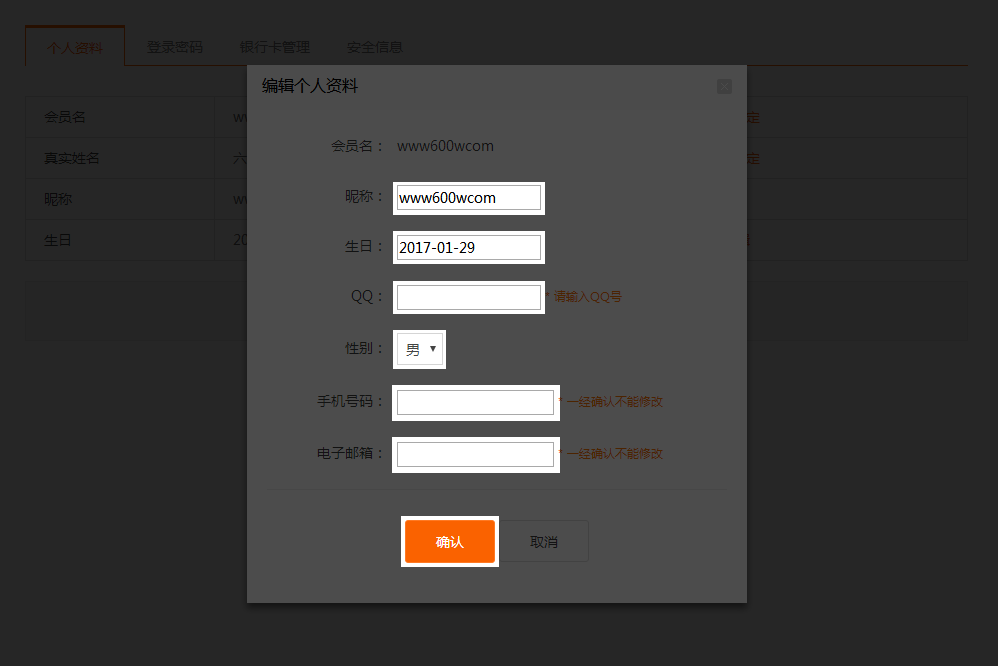 个人资料 登录密码 银行卡管理 安全信息
编辑个人资料
会员名
ww
定
会员名： www600wcom
真实姓名
六
定
昵称： www600wcom
昵称
ww
生日
20
生日： 2017-01-29
QQ： * 请输入QQ号
性别： 男
手机号码： * 一经确认不能修改
电子邮箱： * 一经确认不能修改
确认 取消